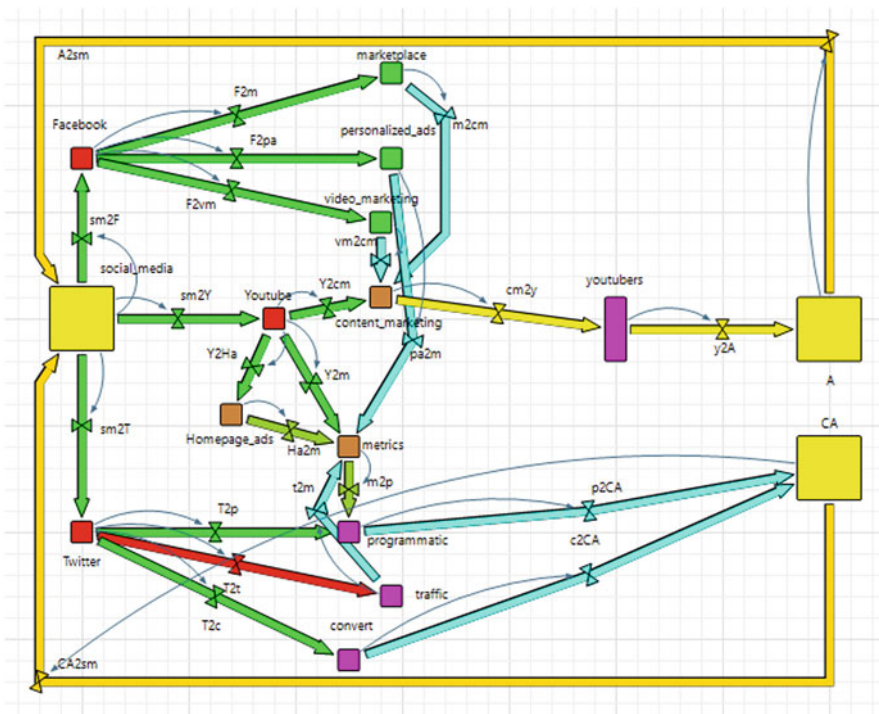 marketplace
A2sm
F2m
m2cm
Facebook
personalized_ads
F2pa
F2vm
video_marketing
sm2F
vm2cm
social_media
sm2Y
Youtube
Y2cm
cm2y
youtubers
content_marketing
Y2Ha
pa2m
y2A
Y2m
A
CA
sm2T
Homepage_ads
Ha2m
metrics
t2m
m2p
p2CA
T2p
programmatic
c2CA
Twitter
T2t
traffic
T2c
convert
CA2sm